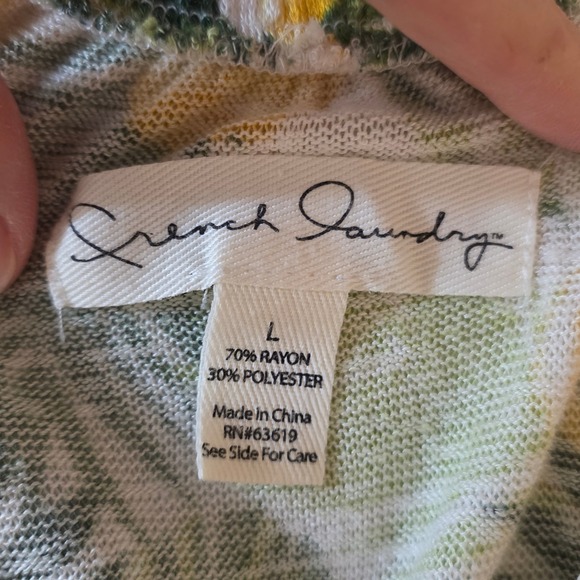 French Laundry™
L
70% RAYON
30% POLYESTER
Made in China
RN#63619
See Side For Care